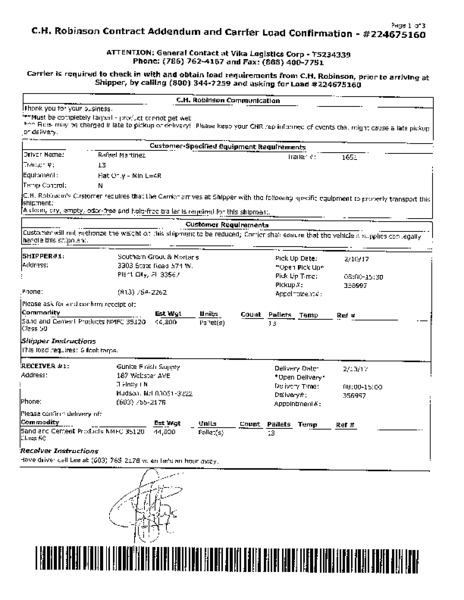 Page 1 of 3
C.H. Robinson Contract Addendum and Carrier Load Confirmation - #224675160
ATTENTION: General Contact at Vika Logistics Corp - T5234339
Phone: (786) 762-4167 and Fax: (888) 400-7751
Carrier is required to check in with and obtain load requirements from C.H. Robinson, prior to arriving at
Shipper, by calling (800) 344-7259 and asking for Load #224675160
C.H. Robinson Communication
Thank you for your business.
***Must be completely tarped - product cannot get wet
*** Fees may be charged if late to pickup or delivery! Please keep your CHR rep informed of events that might cause a late pickup
or delivery.
Customer-Specified Equipment Requirements
Driver Name: Rafael Martinez Trailer #: 1651
Tractor #: 13
Equipment: Flat Only - Min L=48
Temp Control: N
C.H. Robinson's Customer requires that the Carrier arrives at Shipper with the following specific equipment to properly transport this
shipment:
A clean, dry, empty, odor-free and hole-free trailer is required for this shipment.
Customer Requirements
Customer will not authorize the weight on this shipment to be reduced; Carrier shall ensure that the vehicle it supplies can legally
handle this shipment.
SHIPPER#1: Southern Grout & Mortars Pick Up Date: 2/10/17
Address: 3303 State Road 574 W. *Open Pick Up*
Plant City, FL 33567 Pick Up Time: 08:00-15:30
Pickup#: 356997
Phone: (813) 764-2262 Appointment#:
Please ask for and confirm receipt of:
Commodity Est Wgt Units Count Pallets Temp Ref #
Sand and Cement Products NMFC 35120 44,800 Pallet(s) 13
Class 50
Shipper Instructions
This load requires: 6 foot tarps.
RECEIVER #1: Gunite Finish Supply Delivery Date: 2/13/17
Address: 187 Webster AVE *Open Delivery*
Delivery Time: 08:00-15:00
Hudson, NH 03051-3222 Delivery#: 356997
Phone: (603) 765-2178 Appointment#:
Please confirm delivery of:
Commodity Est Wgt Units Count Pallets Temp Ref #
Sand and Cement Products NMFC 35120 44,800 Pallet(s) 13
Class 50
Receiver Instructions
Have driver call Lee at (603) 765-2178 when he's an hour away.